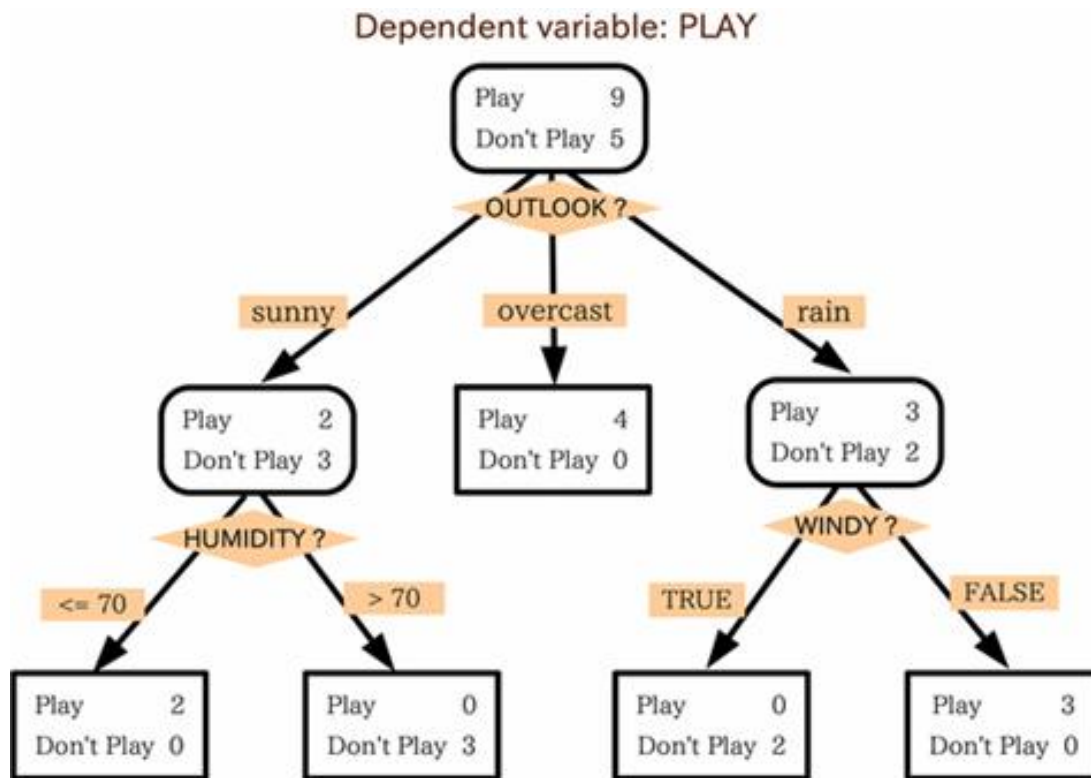 Dependent variable: PLAY
Play 9
Don't Play 5
OUTLOOK ?
sunny
overcast
rain
Play 2
Don't Play 3
Play 4
Don't Play 0
Play 3
Don't Play 2
HUMIDITY ?
WINDY ?
<= 70
> 70
TRUE
FALSE
Play 2
Don't Play 0
Play 0
Don't Play 3
Play 0
Don't Play 2
Play 3
Don't Play 0